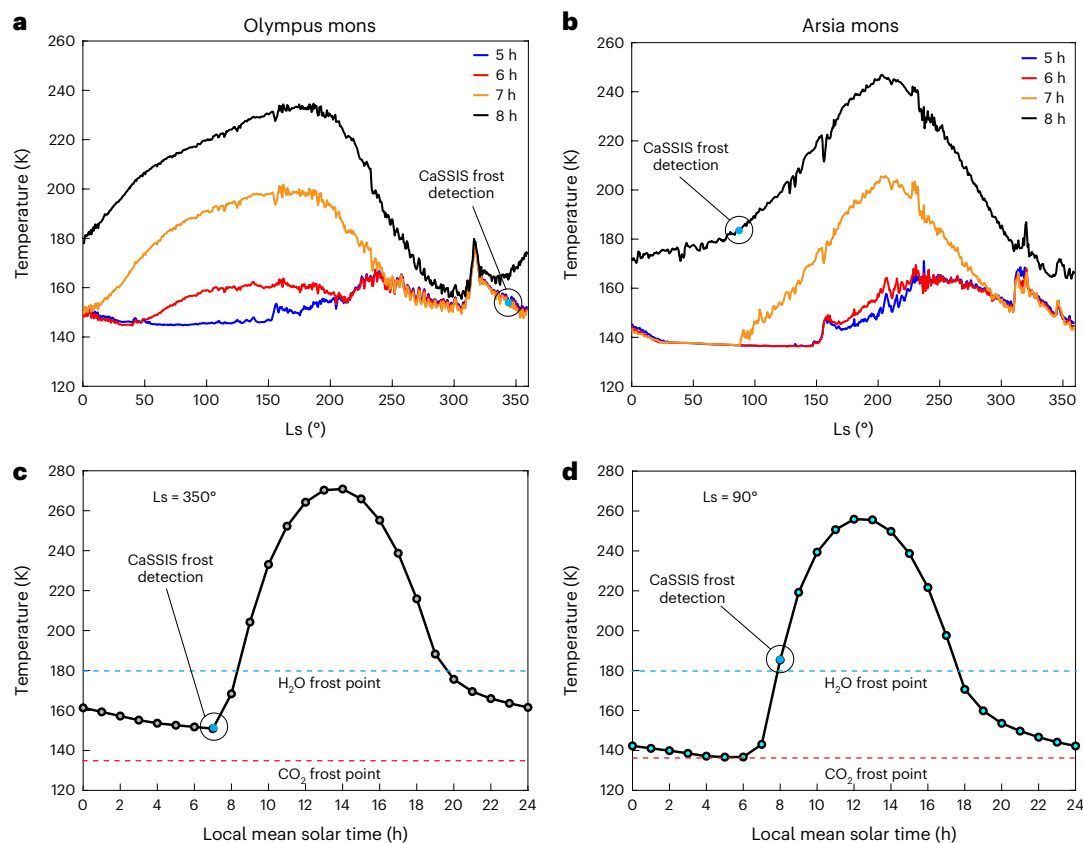 a
Olympus mons
260
240
220
200
180
160
140
120
Temperature (K)
5 h
6 h
7 h
8 h
CaSSIS frost
detection
0 50 100 150 200 250 300 350
Ls (°)
b
Arsia mons
260
240
220
200
180
160
140
120
Temperature (K)
5 h
6 h
7 h
8 h
CaSSIS frost
detection
0 50 100 150 200 250 300 350
Ls (°)
c
280
260
240
220
200
180
160
140
120
Temperature (K)
Ls = 350°
CaSSIS frost
detection
H₂O frost point
CO₂ frost point
0 2 4 6 8 10 12 14 16 18 20 22 24
Local mean solar time (h)
d
280
260
240
220
200
180
160
140
120
Temperature (K)
Ls = 90°
CaSSIS frost
detection
H₂O frost point
CO₂ frost point
0 2 4 6 8 10 12 14 16 18 20 22 24
Local mean solar time (h)